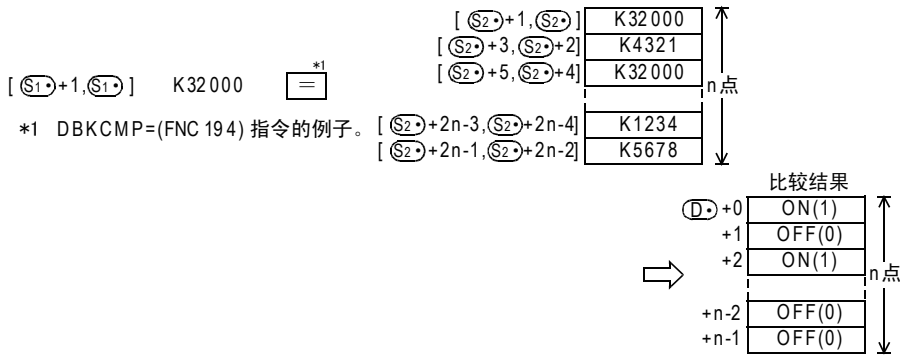 [ S2• +1, S2• ] K32000
[ S2• +3, S2• +2] K4321
[ S2• +5, S2• +4] K32000
n点
[ S1• +1, S1• ] K32000 = *1
*1 DBKCMP=(FNC 194) 指令的例子。
[ S2• +2n-3, S2• +2n-4] K1234
[ S2• +2n-1, S2• +2n-2] K5678
比较结果
D• +0 ON(1)
+1 OFF(0)
+2 ON(1)
n点
+n-2 OFF(0)
+n-1 OFF(0)